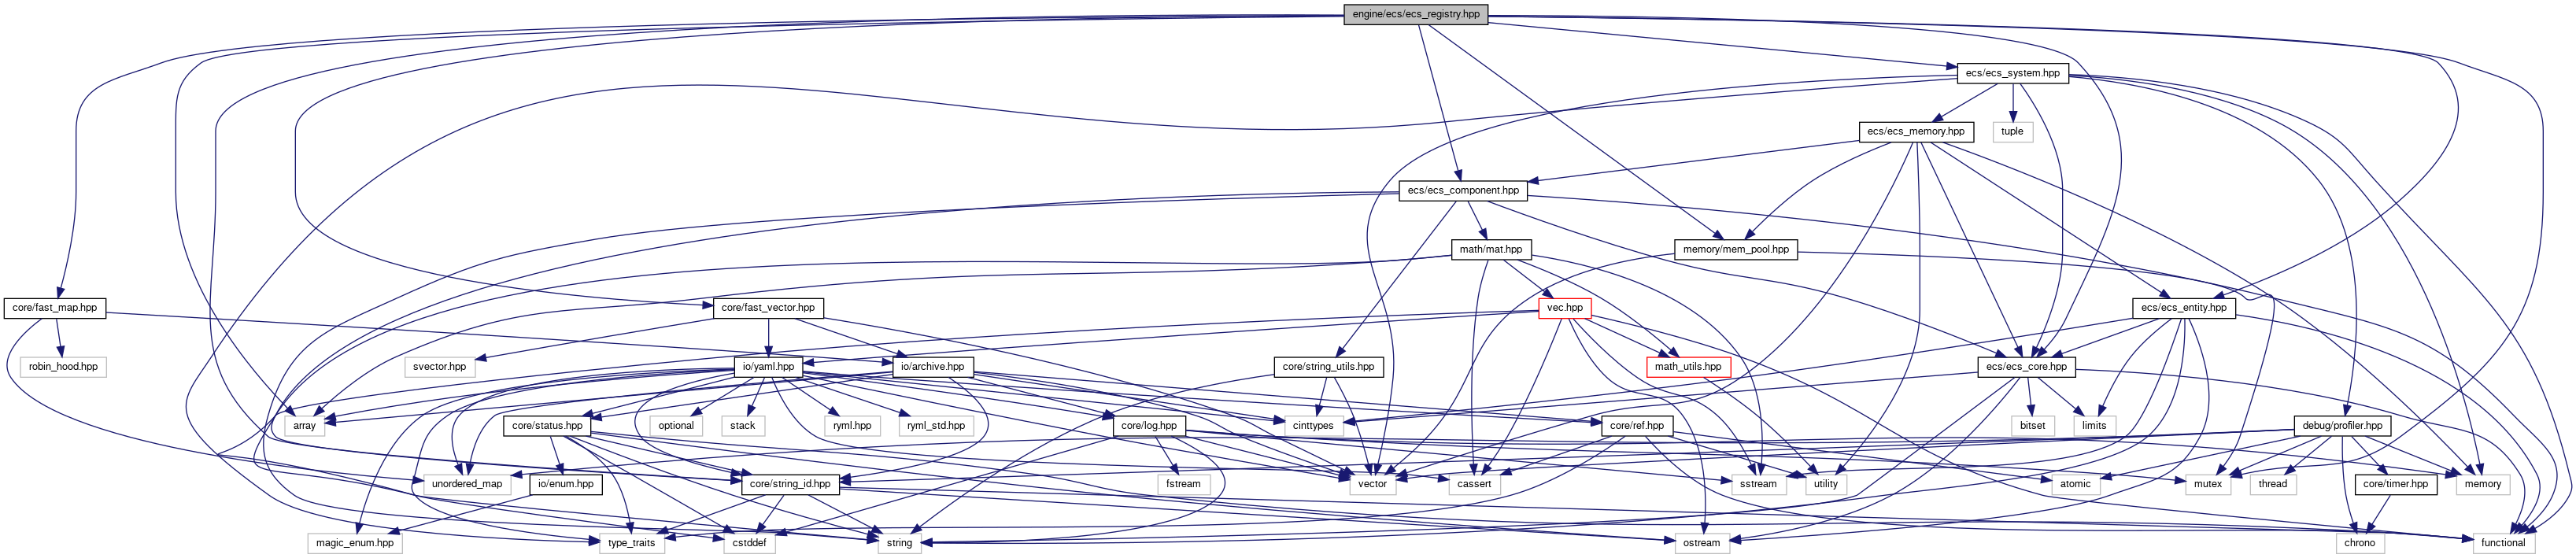 engine/ecs/ecs_registry.hpp
ecs/ecs_system.hpp
ecs/ecs_memory.hpp
tuple
ecs/ecs_component.hpp
math/mat.hpp
memory/mem_pool.hpp
core/fast_map.hpp
core/fast_vector.hpp
vec.hpp
ecs/ecs_entity.hpp
robin_hood.hpp
svector.hpp
io/yaml.hpp
io/archive.hpp
core/string_utils.hpp
math_utils.hpp
ecs/ecs_core.hpp
array
core/status.hpp
optional
stack
ryml.hpp
ryml_std.hpp
core/log.hpp
cinttypes
core/ref.hpp
bitset
limits
debug/profiler.hpp
unordered_map
io/enum.hpp
core/string_id.hpp
fstream
vector
cassert
sstream
utility
atomic
mutex
thread
core/timer.hpp
memory
magic_enum.hpp
type_traits
cstddef
string
ostream
chrono
functional